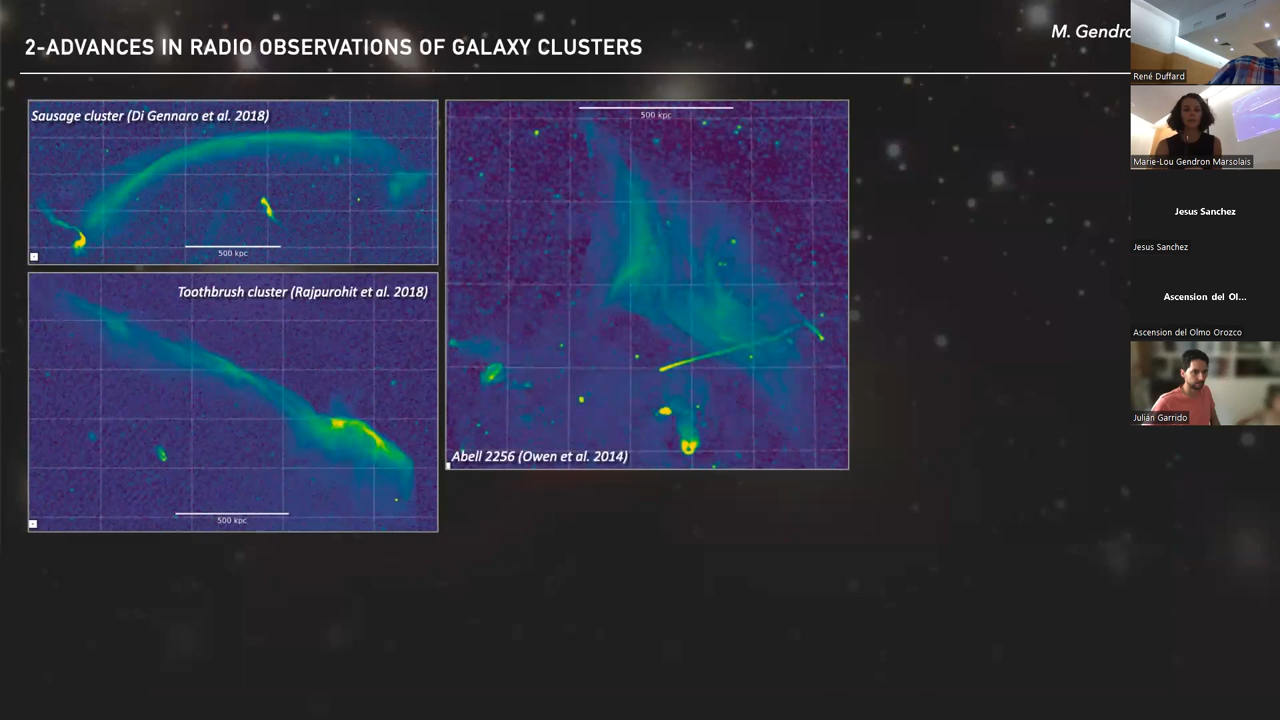 2-ADVANCES IN RADIO OBSERVATIONS OF GALAXY CLUSTERS
M. Gendro
Sausage cluster (Di Gennaro et al. 2018)
500 kpc
Toothbrush cluster (Rajpurohit et al. 2018)
500 kpc
500 kpc
Abell 2256 (Owen et al. 2014)
René Duffard
Marie-Lou Gendron Marsolais
Jesus Sanchez
Jesus Sanchez
Ascension del Ol...
Ascension del Olmo Orozco
Julián Garrido